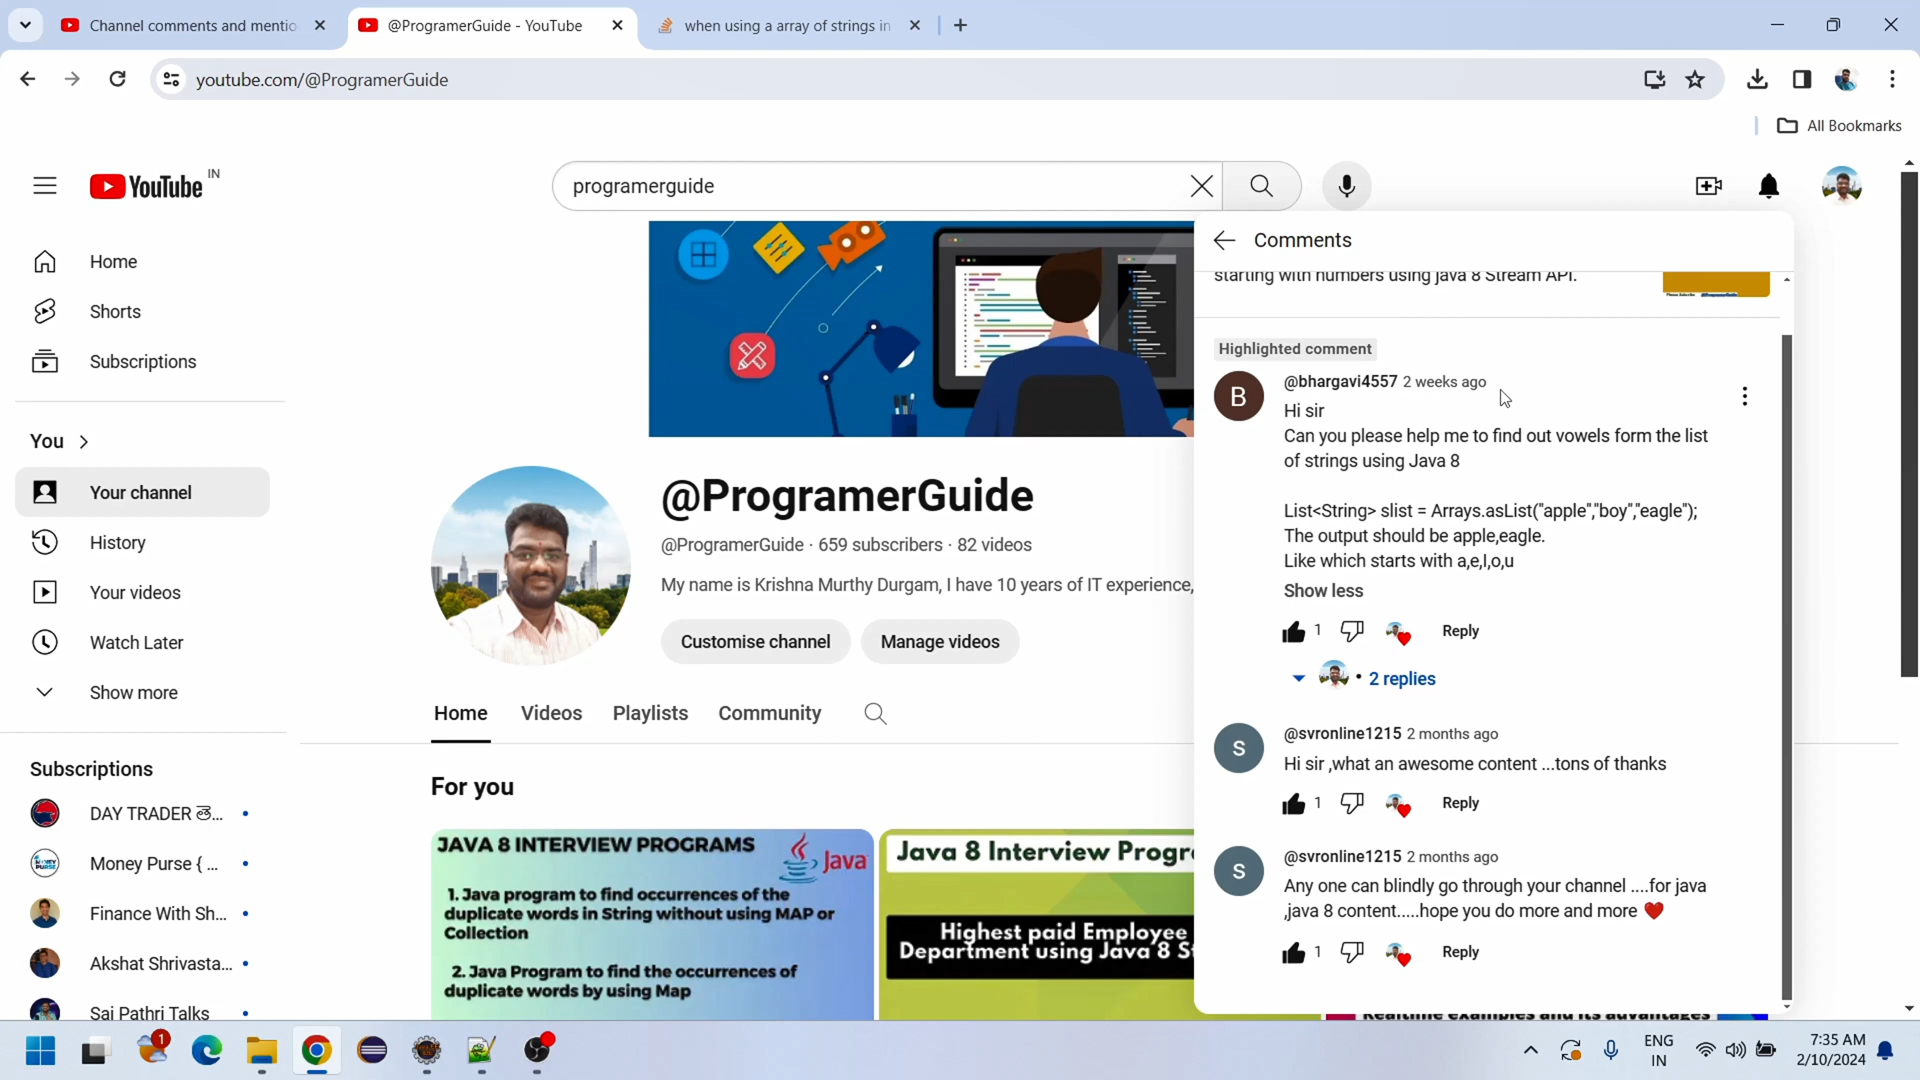 Channel comments and mentio
@ProgramerGuide - YouTube
when using a array of strings in
youtube.com/@ProgramerGuide
All Bookmarks
YouTube IN
programerguide
Home
Shorts
Subscriptions
You
Your channel
History
Your videos
Watch Later
Show more
Subscriptions
DAY TRADER తె...
Money Purse { ...
Finance With Sh...
Akshat Shrivasta...
Sai Pathri Talks
@ProgramerGuide
@ProgramerGuide · 659 subscribers · 82 videos
My name is Krishna Murthy Durgam, I have 10 years of IT experience,
Customise channel
Manage videos
Home
Videos
Playlists
Community
For you
JAVA 8 INTERVIEW PROGRAMS
Java
1. Java program to find occurrences of the
duplicate words in String without using MAP or
Collection
2. Java Program to find the occurrences of
duplicate words by using Map
Java 8 Interview Progr
Highest paid Employee
Department using Java 8 St
Comments
starting with numbers using java 8 Stream API.
Highlighted comment
B
@bhargavi4557 2 weeks ago
Hi sir
Can you please help me to find out vowels form the list
of strings using Java 8
List<String> slist = Arrays.asList("apple","boy","eagle");
The output should be apple,eagle.
Like which starts with a,e,I,o,u
Show less
1
Reply
2 replies
S
@svronline1215 2 months ago
Hi sir ,what an awesome content ...tons of thanks
1
Reply
S
@svronline1215 2 months ago
Any one can blindly go through your channel ....for java
,java 8 content.....hope you do more and more ❤️
1
Reply
Realtime examples and its advantages
1
ENG
IN
7:35 AM
2/10/2024